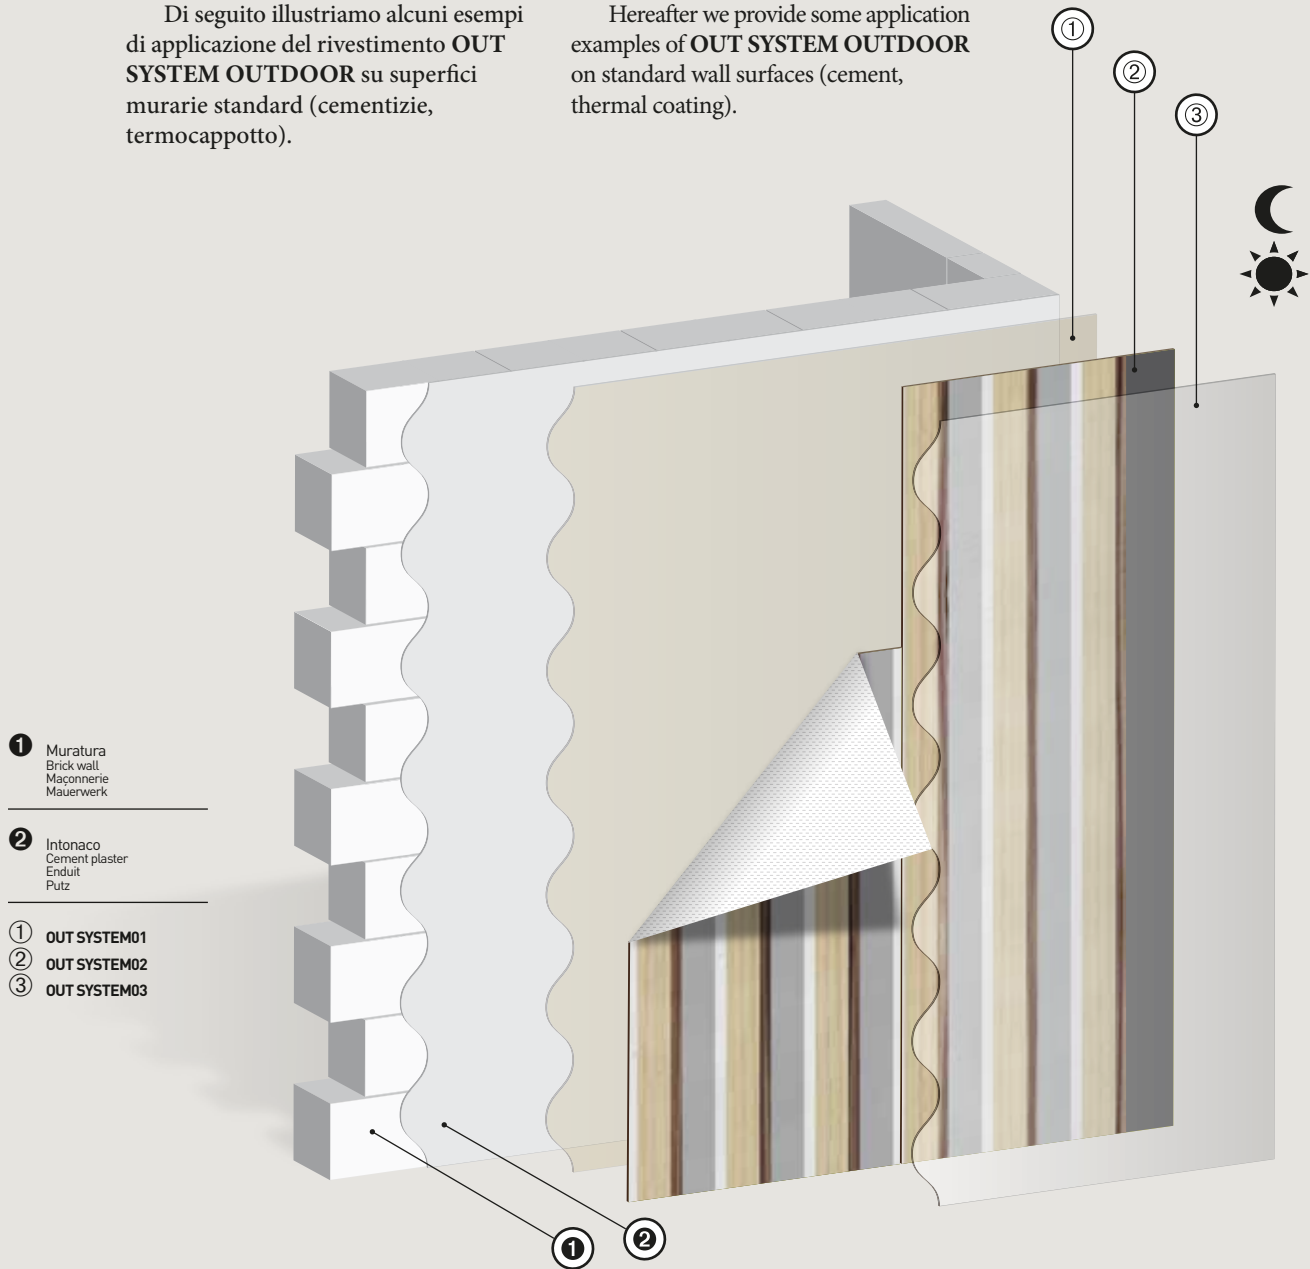 Di seguito illustriamo alcuni esempi
di applicazione del rivestimento OUT
SYSTEM OUTDOOR su superfici
murarie standard (cementizie,
termocappotto).
Hereafter we provide some application
examples of OUT SYSTEM OUTDOOR
on standard wall surfaces (cement,
thermal coating).
①
②
③
❶ Muratura
Brick wall
Maçonnerie
Mauerwerk
❷ Intonaco
Cement plaster
Enduit
Putz
① OUT SYSTEM01
② OUT SYSTEM02
③ OUT SYSTEM03
❶
❷